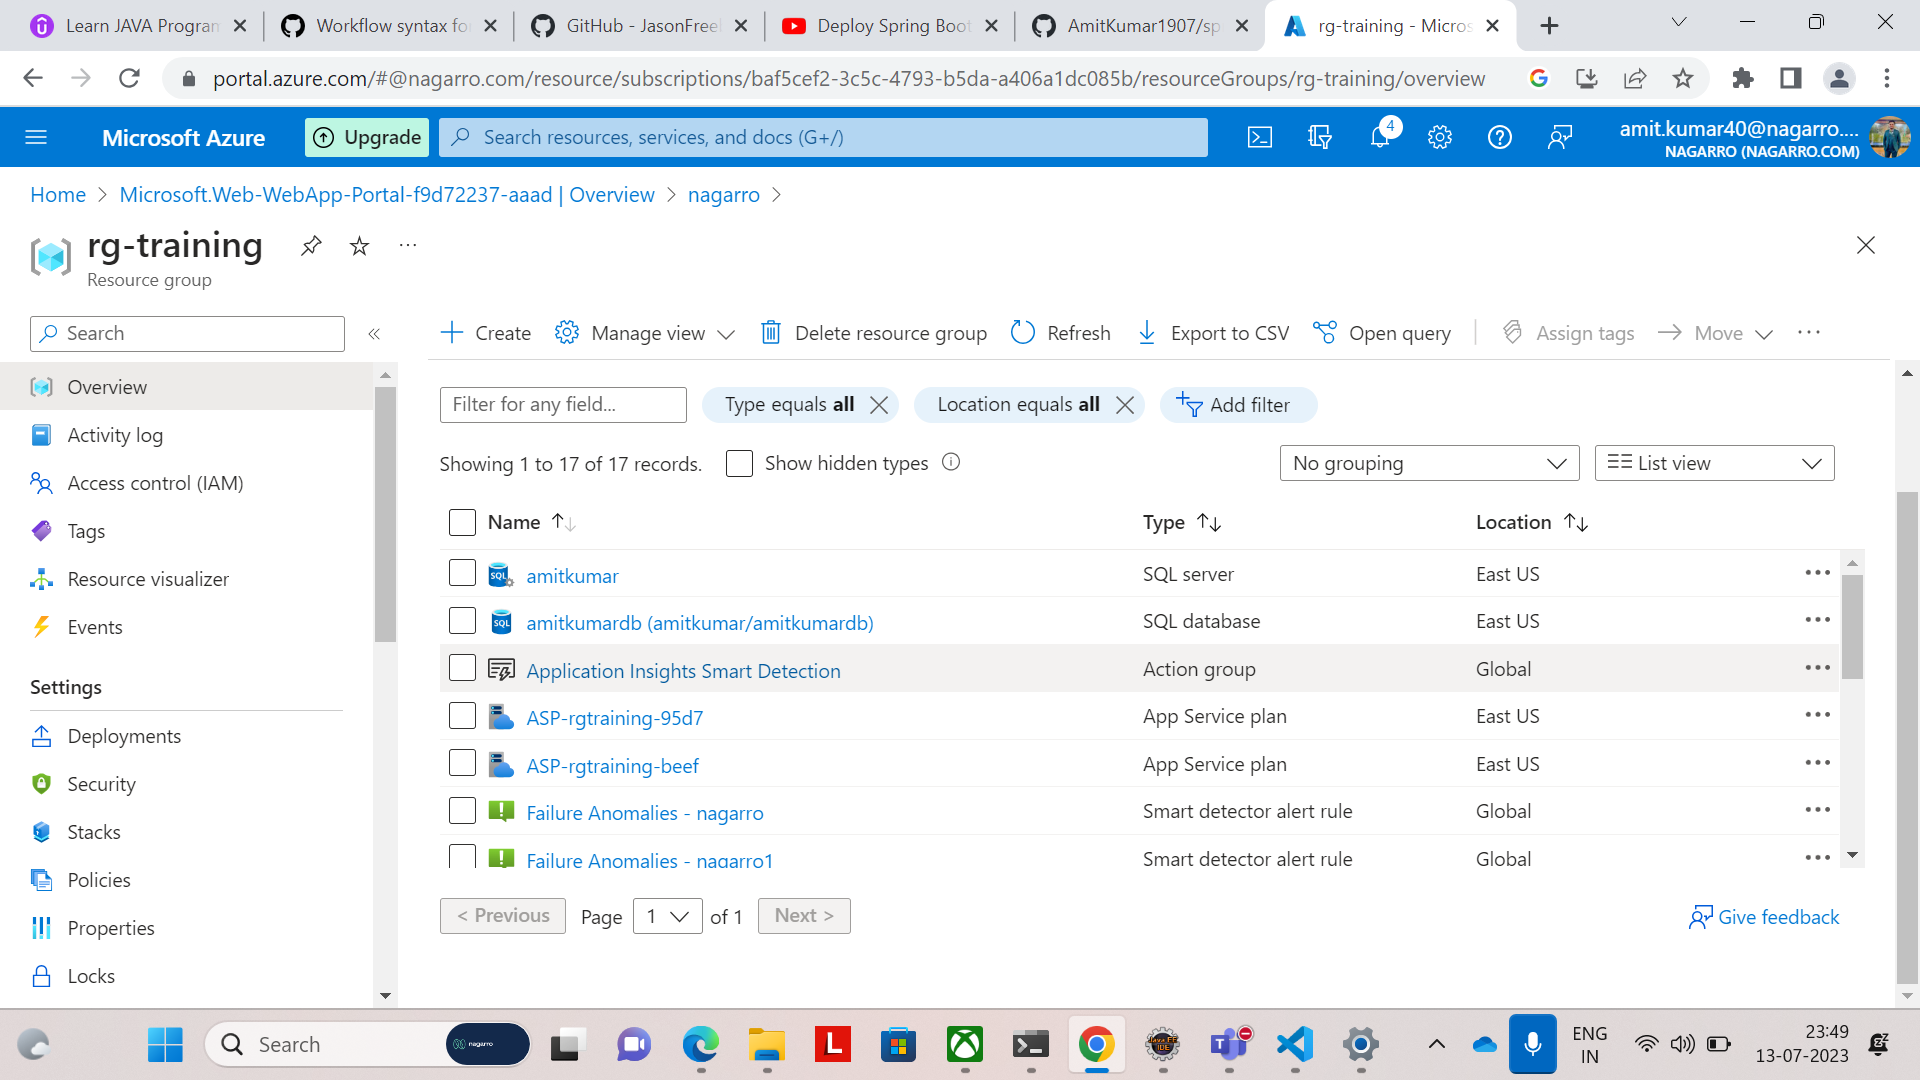 Learn JAVA Program
Workflow syntax fo
GitHub - JasonFreel
Deploy Spring Boot
AmitKumar1907/sp
rg-training - Micros
portal.azure.com/#@nagarro.com/resource/subscriptions/baf5cef2-3c5c-4793-b5da-a406a1dc085b/resourceGroups/rg-training/overview
Microsoft Azure
Upgrade
Search resources, services, and docs (G+/)
4
amit.kumar40@nagarro....
NAGARRO (NAGARRO.COM)
Home > Microsoft.Web-WebApp-Portal-f9d72237-aaad | Overview > nagarro >
rg-training
Resource group
Search
Create
Manage view
Delete resource group
Refresh
Export to CSV
Open query
Assign tags
Move
Overview
Activity log
Access control (IAM)
Tags
Resource visualizer
Events
Settings
Deployments
Security
Stacks
Policies
Properties
Locks
Filter for any field...
Type equals all
Location equals all
Add filter
Showing 1 to 17 of 17 records.
Show hidden types
No grouping
List view
Name Type Location
amitkumar SQL server East US
amitkumardb (amitkumar/amitkumardb) SQL database East US
Application Insights Smart Detection Action group Global
ASP-rgtraining-95d7 App Service plan East US
ASP-rgtraining-beef App Service plan East US
Failure Anomalies - nagarro Smart detector alert rule Global
Failure Anomalies - nagarro1 Smart detector alert rule Global
< Previous Page 1 of 1 Next >
Give feedback
Search
nagarro
ENG
IN
23:49
13-07-2023